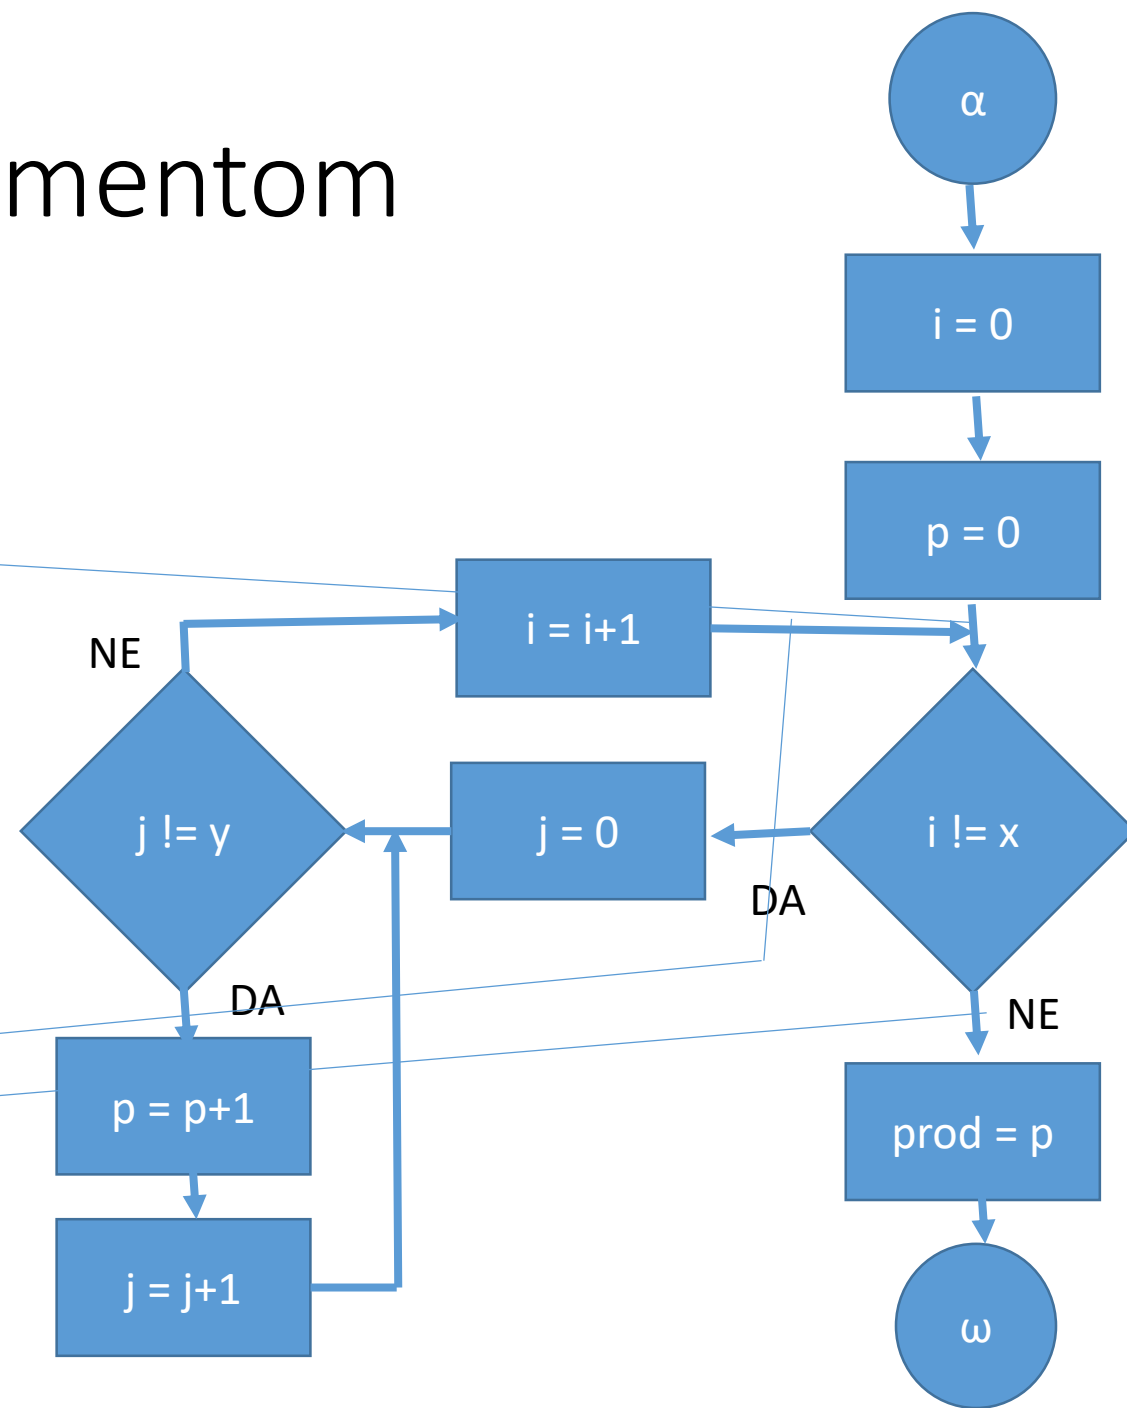 mentom
α
i = 0
p = 0
i = i+1
NE
j != y
j = 0
i != x
DA
DA
NE
p = p+1
prod = p
j = j+1
ω